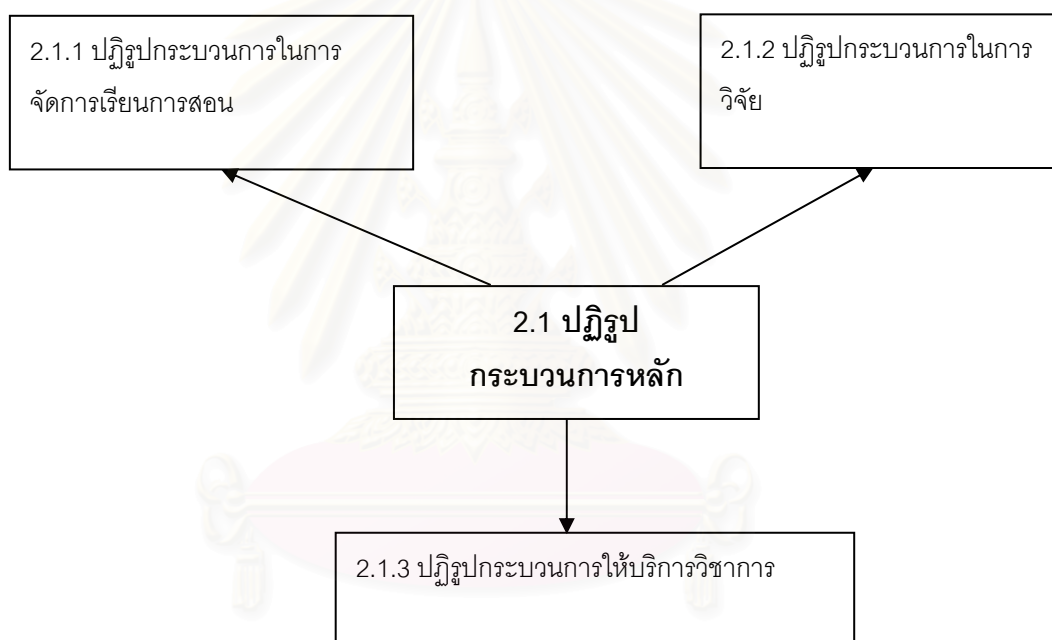 2.1.1 ปฏิรูปกระบวนการในการ
จัดการเรียนการสอน
2.1.2 ปฏิรูปกระบวนการในการ
วิจัย
2.1 ปฏิรูป
กระบวนการหลัก
2.1.3 ปฏิรูปกระบวนการให้บริการวิชาการ